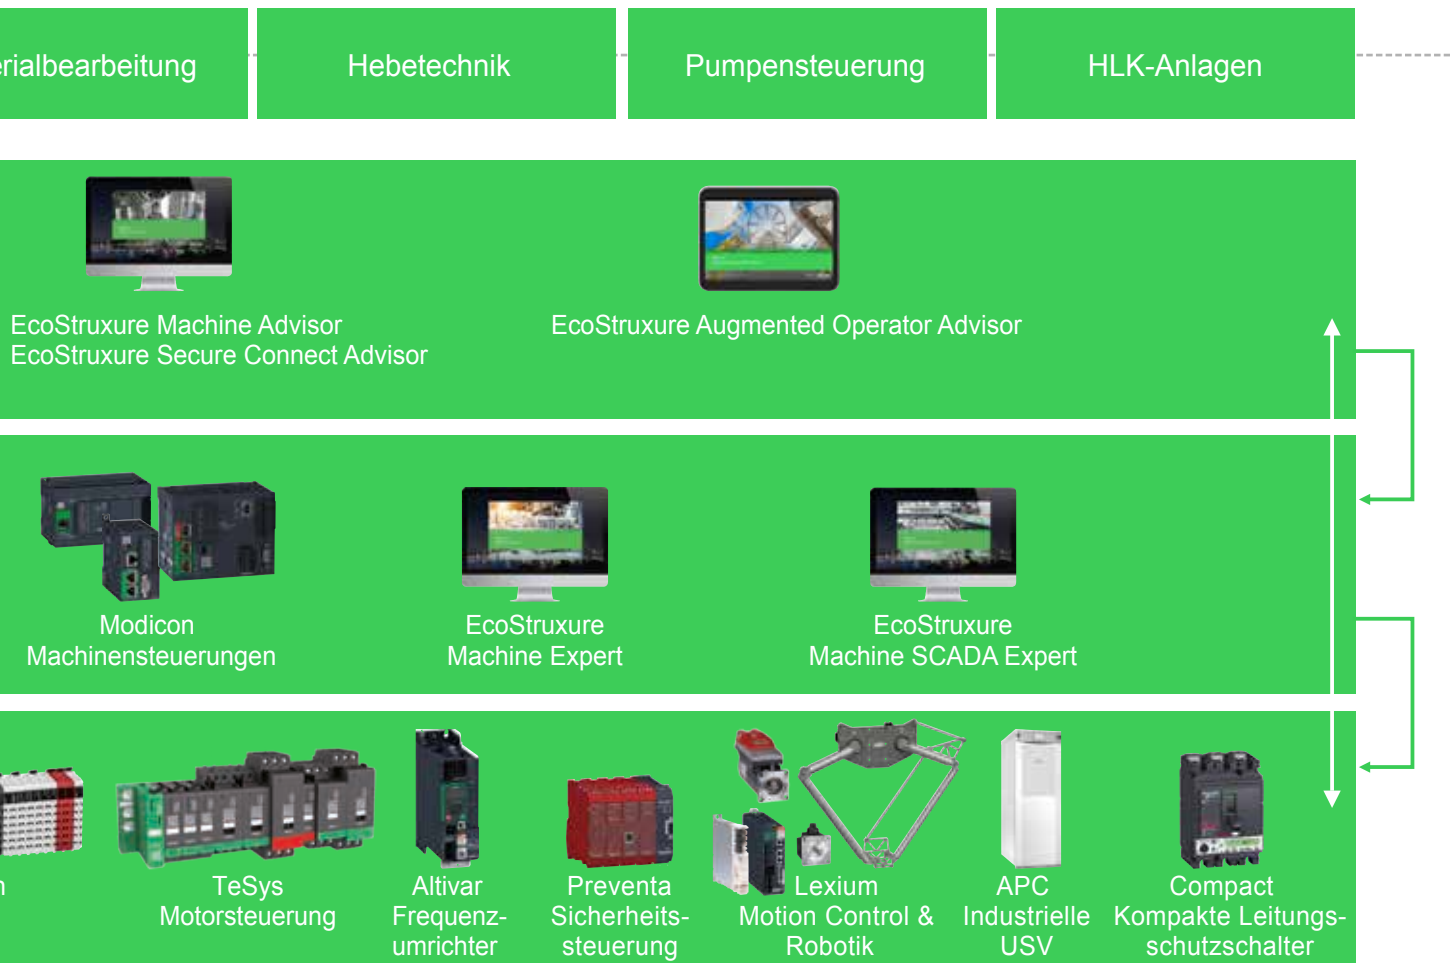 erialbearbeitung
Hebetechnik
Pumpensteuerung
HLK-Anlagen
EcoStruxure Machine Advisor
EcoStruxure Secure Connect Advisor
EcoStruxure Augmented Operator Advisor
Modicon
Machinensteuerungen
EcoStruxure
Machine Expert
EcoStruxure
Machine SCADA Expert
n
TeSys
Motorsteuerung
Altivar
Frequenz-
umrichter
Preventa
Sicherheits-
steuerung
Lexium
Motion Control &
Robotik
APC
Industrielle
USV
Compact
Kompakte Leitungs-
schutzschalter